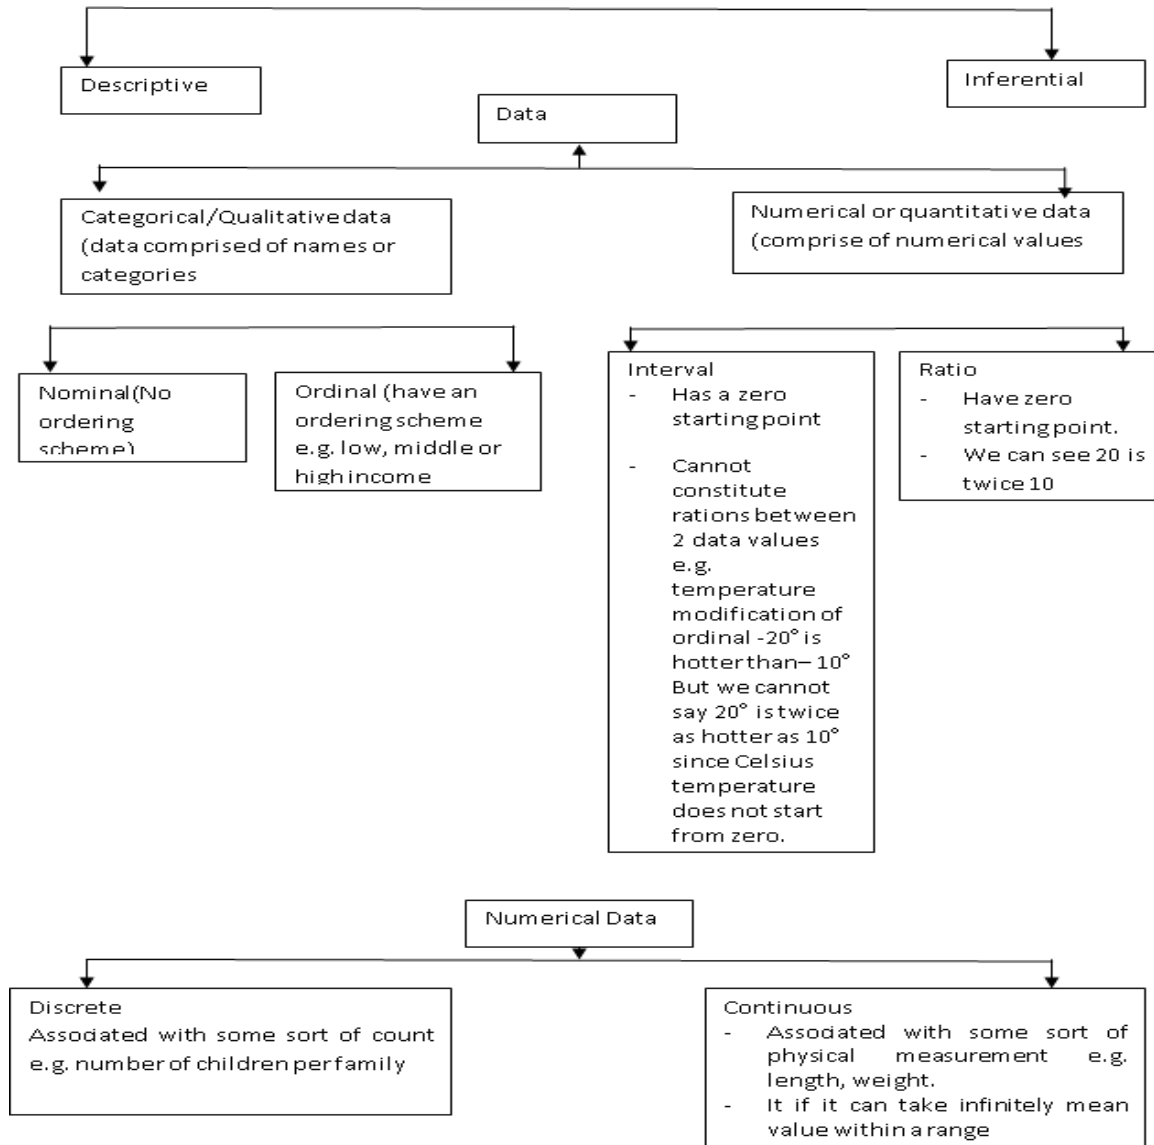 Descriptive
Inferential
Data
Categorical/Qualitative data
(data comprised of names or
categories
Numerical or quantitative data
(comprise of numerical values
Nominal(No
ordering
scheme)
Ordinal (have an
ordering scheme
e.g. low, middle or
high income
Interval
- Has a zero
starting point
- Cannot
constitute
rations between
2 data values
e.g.
temperature
modification of
ordinal -20° is
hotter than– 10°
But we cannot
say 20° is twice
as hotter as 10°
since Celsius
temperature
does not start
from zero.
Ratio
- Have zero
starting point.
- We can see 20 is
twice 10
Numerical Data
Discrete
Associated with some sort of count
e.g. number of children per family
Continuous
- Associated with some sort of
physical measurement e.g.
length, weight.
- It if it can take infinitely mean
value within a range